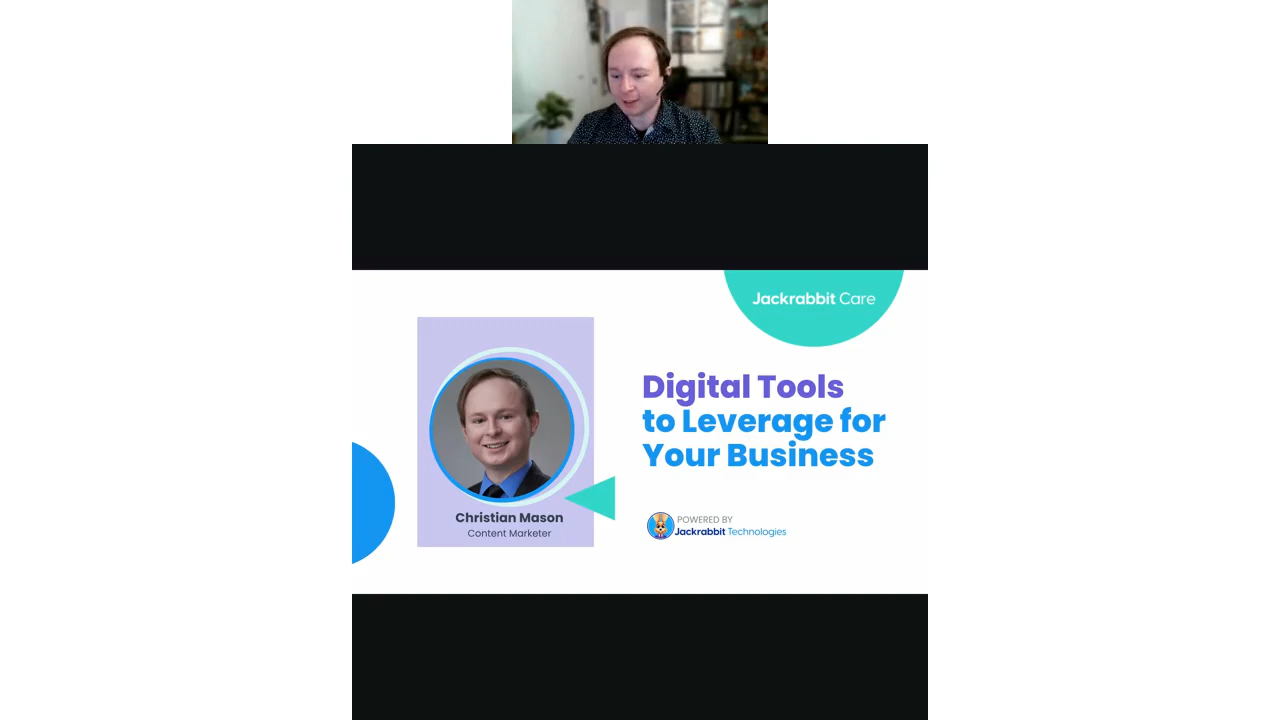 Jackrabbit Care
Digital Tools
to Leverage for
Your Business
Christian Mason
Content Marketer
POWERED BY
Jackrabbit Technologies